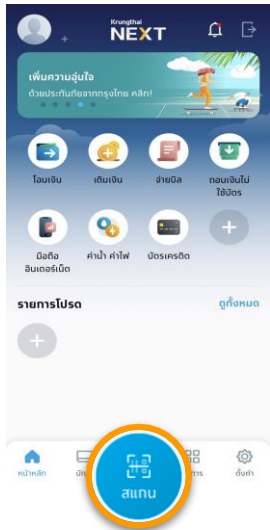 Krungthai
NEXT
เพิ่มความอุ่นใจ
ด้วยประกันภัยจากกรุงไทย คลิก!
โอนเงิน
เติมเงิน
จ่ายบิล
ถอนเงินไม่
ใช้บัตร
มือถือ
อินเตอร์เน็ต
ค่าน้ำ ค่าไฟ
บัตรเครดิต
รายการโปรด
ดูทั้งหมด
หน้าหลัก
สแกน
ตั้งค่า